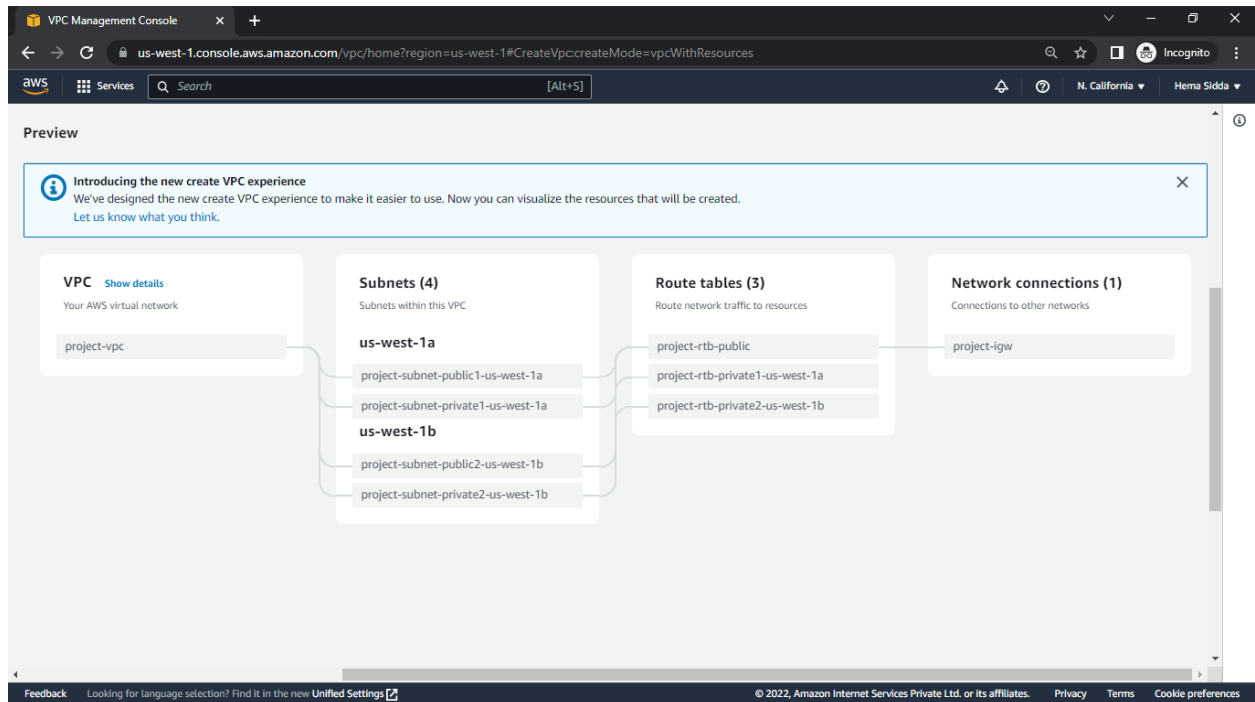 VPC Management Console
us-west-1.console.aws.amazon.com/vpc/home?region=us-west-1#CreateVpc:createMode=vpcWithResources
Incognito
aws
Services
Search
[Alt+S]
N. California
Hema Sidda
Preview
Introducing the new create VPC experience
We've designed the new create VPC experience to make it easier to use. Now you can visualize the resources that will be created.
Let us know what you think.
VPC Show details
Your AWS virtual network
project-vpc
Subnets (4)
Subnets within this VPC
us-west-1a
project-subnet-public1-us-west-1a
project-subnet-private1-us-west-1a
us-west-1b
project-subnet-public2-us-west-1b
project-subnet-private2-us-west-1b
Route tables (3)
Route network traffic to resources
project-rtb-public
project-rtb-private1-us-west-1a
project-rtb-private2-us-west-1b
Network connections (1)
Connections to other networks
project-igw
Feedback
Looking for language selection? Find it in the new Unified Settings
© 2022, Amazon Internet Services Private Ltd. or its affiliates.
Privacy
Terms
Cookie preferences